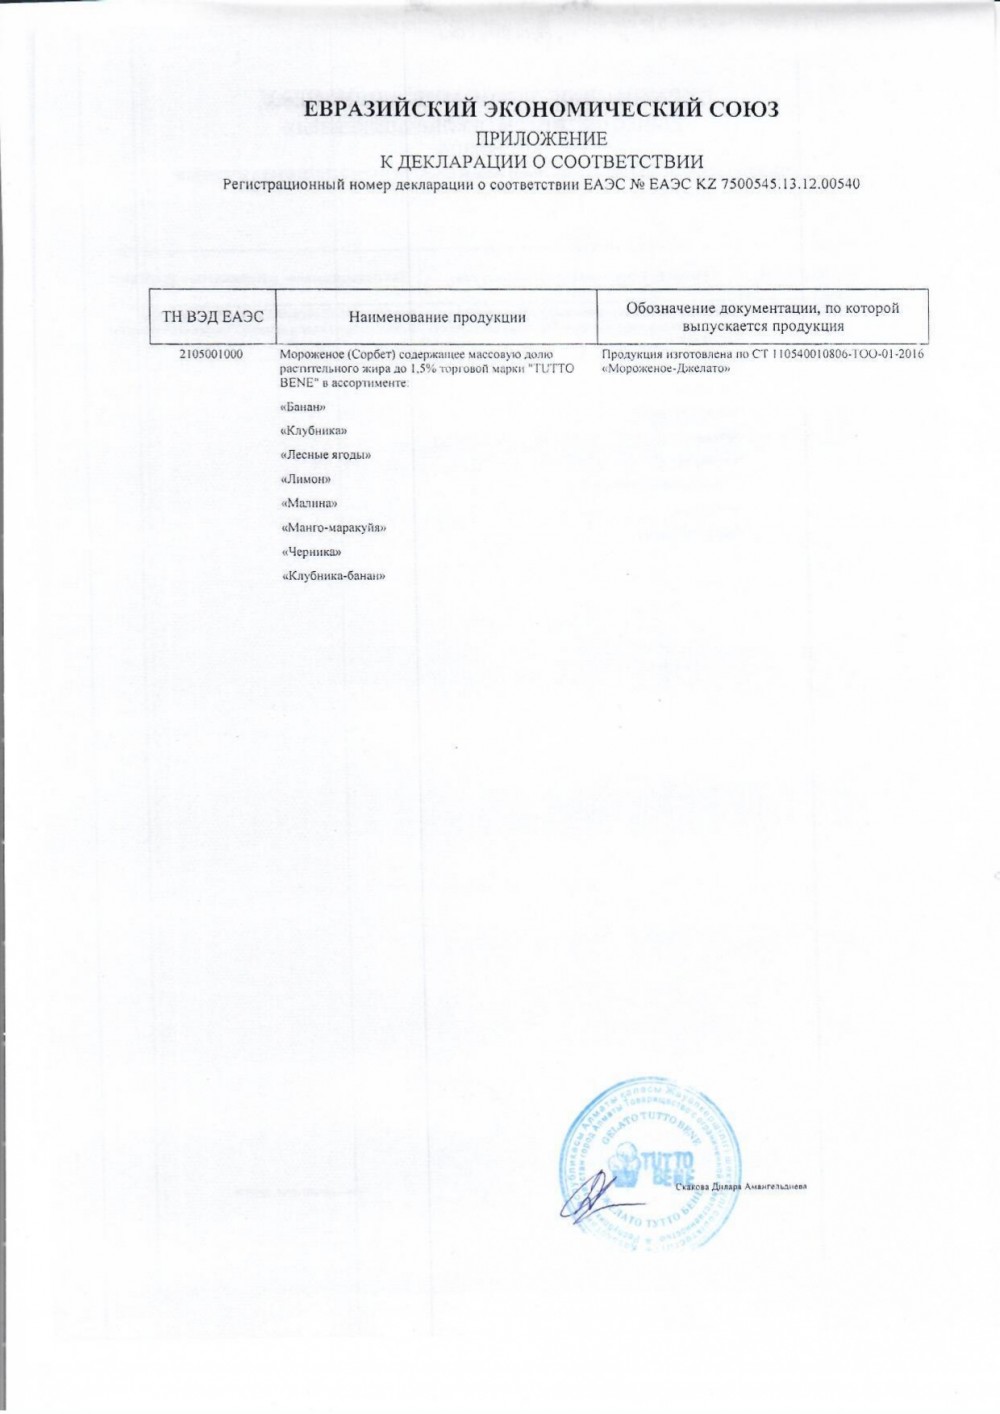 ЕВРАЗИЙСКИЙ ЭКОНОМИЧЕСКИЙ СОЮЗ
ПРИЛОЖЕНИЕ
К ДЕКЛАРАЦИИ О СООТВЕТСТВИИ
Регистрационный номер декларации о соответствии ЕАЭС № ЕАЭС KZ 7500545.13.12.00540
ТН ВЭД ЕАЭС
Наименование продукции
Обозначение документации, по которой
выпускается продукция
2105001000
Мороженое (Сорбет) содержащее массовую долю
растительного жира до 1,5% торговой марки "TUTTO
BENE" в ассортименте:
«Банан»
«Клубника»
«Лесные ягоды»
«Лимон»
«Малина»
«Манго-маракуйя»
«Черника»
«Клубника-банан»
Продукция изготовлена по СТ 110540010806-ТОО-01-2016
«Мороженое-Джелато»
GELATO TUTTO BENE
TUTTO
BENE
Скакова Дилара Амангельдиева